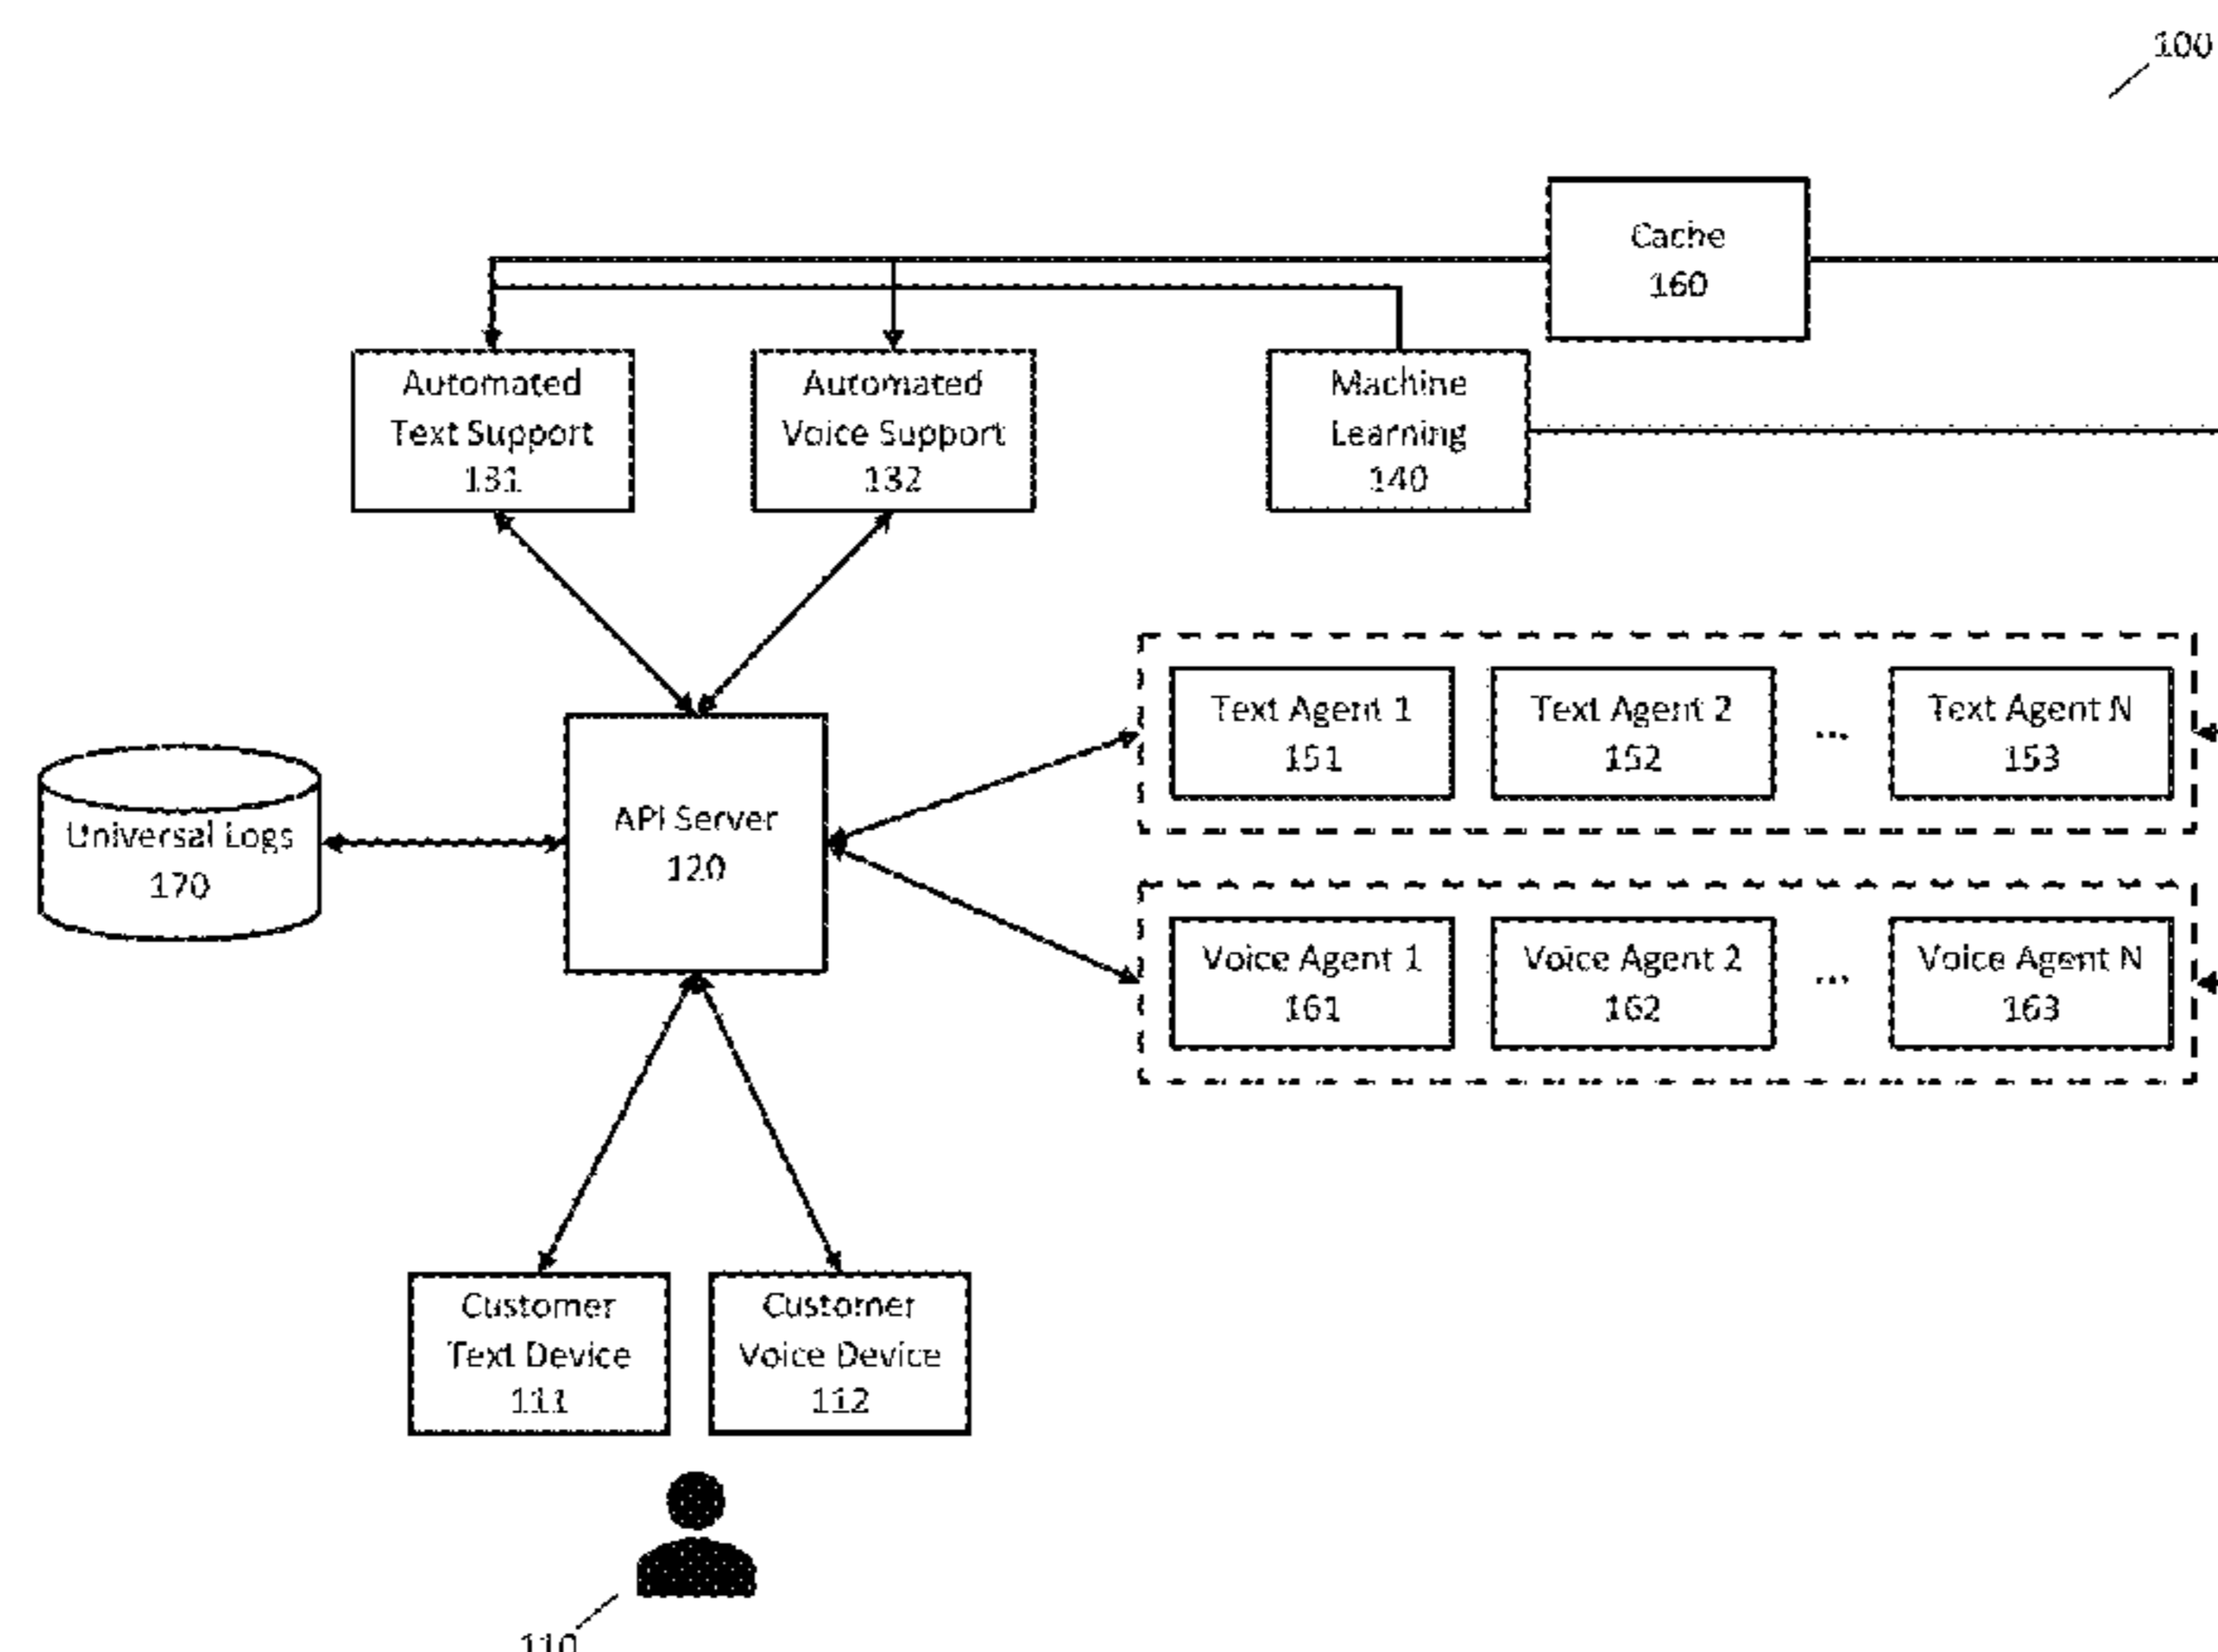 100
Cache
160
Automated
Text Support
131
Automated
Voice Support
132
Machine
Learning
140
Text Agent 1
151
Text Agent 2
152
...
Text Agent N
153
Universal Logs
170
API Server
120
Voice Agent 1
161
Voice Agent 2
162
...
Voice Agent N
163
Customer
Text Device
111
Customer
Voice Device
112
110